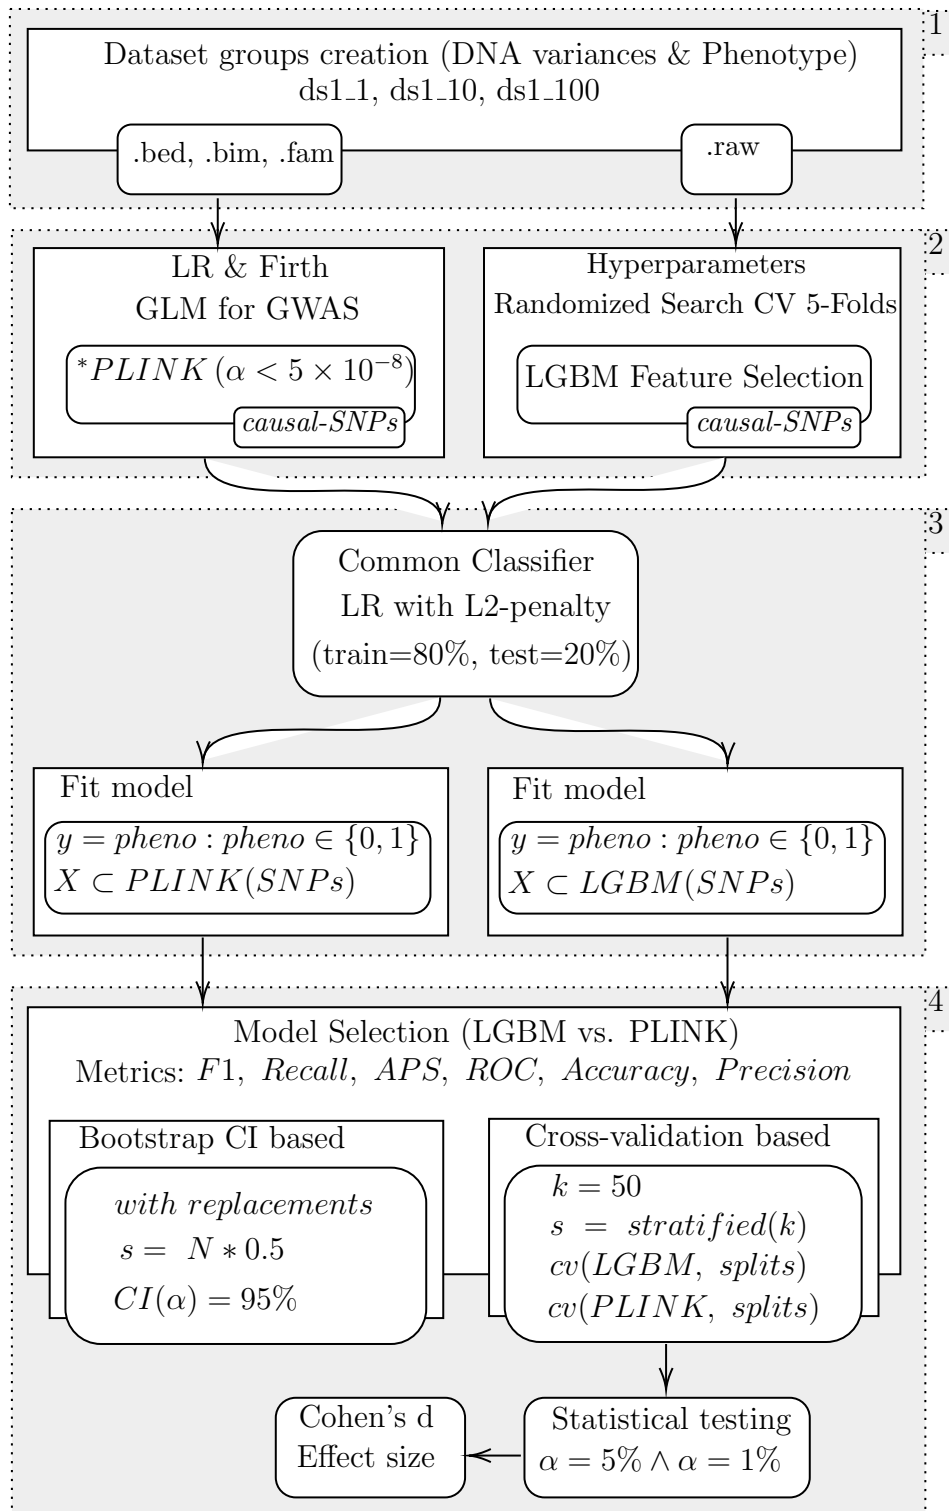 1
Dataset groups creation (DNA variances & Phenotype)
ds1_1, ds1_10, ds1_100
.bed, .bim, .fam
.raw
2
LR & Firth
GLM for GWAS
*PLINK (α < 5 × 10⁻⁸)
causal-SNPs
Hyperparameters
Randomized Search CV 5-Folds
LGBM Feature Selection
causal-SNPs
3
Common Classifier
LR with L2-penalty
(train=80%, test=20%)
Fit model
y = pheno : pheno ∈ {0, 1}
X ⊂ PLINK(SNPs)
Fit model
y = pheno : pheno ∈ {0, 1}
X ⊂ LGBM(SNPs)
4
Model Selection (LGBM vs. PLINK)
Metrics: F1, Recall, APS, ROC, Accuracy, Precision
Bootstrap CI based
with replacements
s = N * 0.5
CI(α) = 95%
Cross-validation based
k = 50
s = stratified(k)
cv(LGBM, splits)
cv(PLINK, splits)
Cohen's d
Effect size
Statistical testing
α = 5% ∧ α = 1%